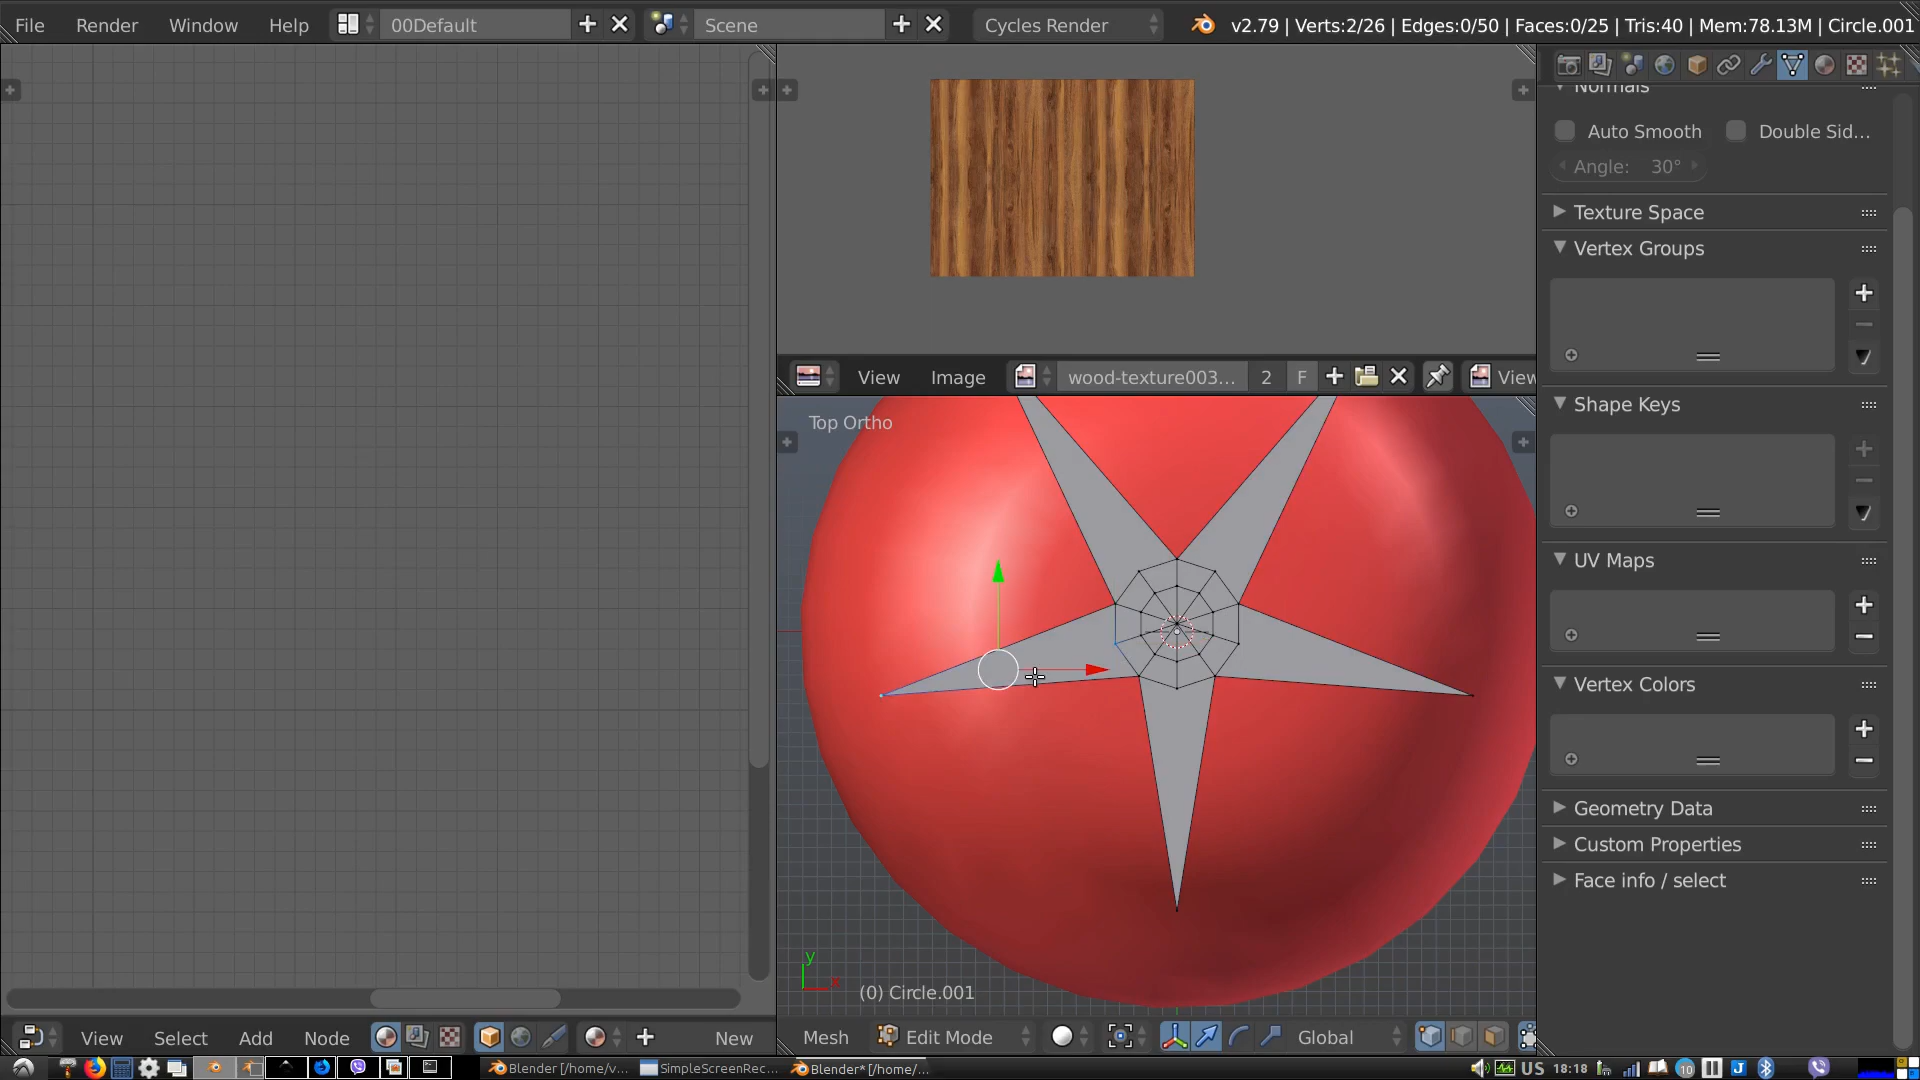 File Render Window Help 00Default Scene Cycles Render v2.79 | Verts:2/26 | Edges:0/50 | Faces:0/25 | Tris:40 | Mem:78.13M | Circle.001
Normals
Auto Smooth Double Sid...
Angle: 30°
Texture Space
Vertex Groups
View Image wood-texture003... 2 F View
Shape Keys
Top Ortho
UV Maps
Vertex Colors
Geometry Data
Custom Properties
Face info / select
y
x
(0) Circle.001
View Select Add Node New Mesh Edit Mode Global
Blender [/home/v... SimpleScreenRec... Blender* [/home/... US 18:18 10 J